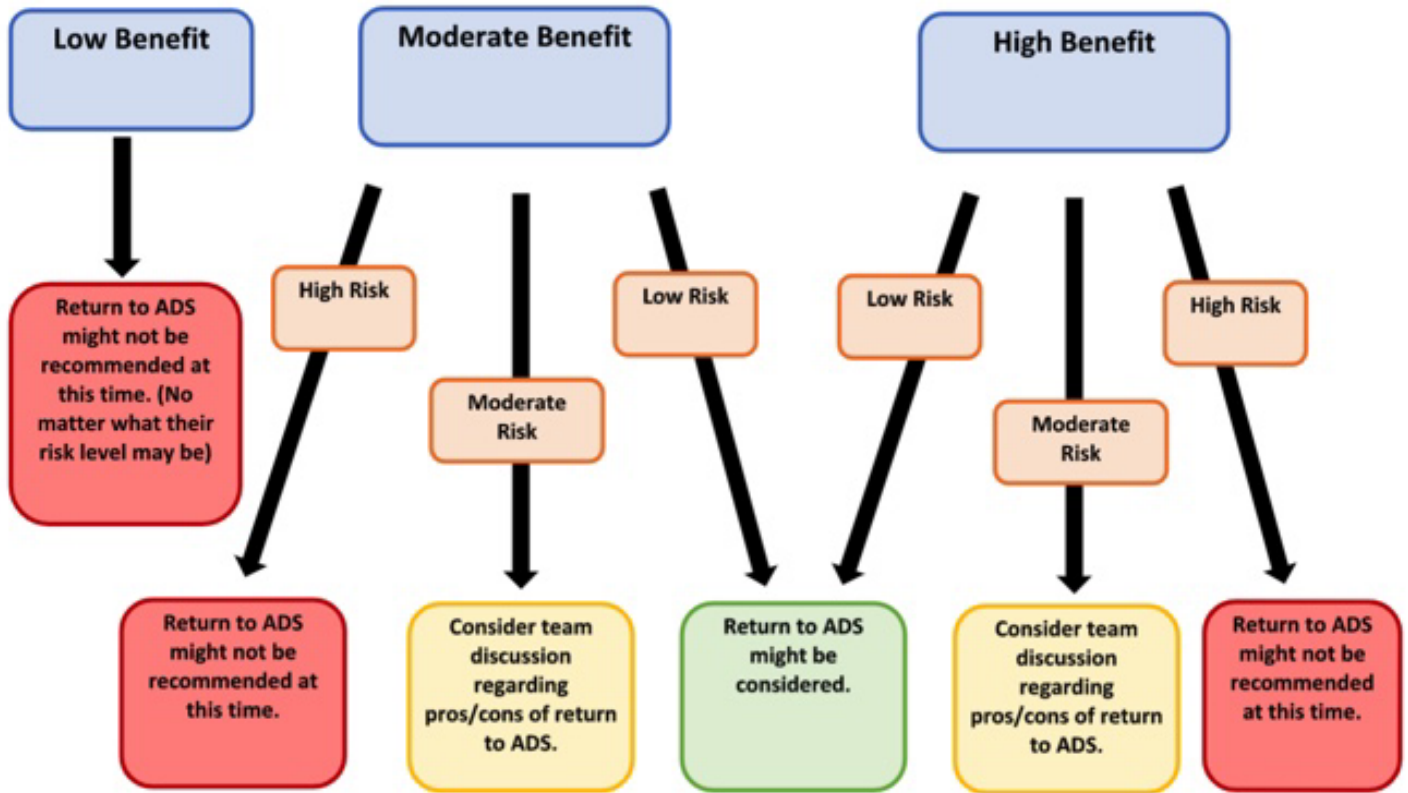 Low Benefit
Moderate Benefit
High Benefit
Return to ADS
might not be
recommended at
this time. (No
matter what their
risk level may be)
High Risk
Moderate
Risk
Low Risk
Low Risk
Moderate
Risk
High Risk
Return to ADS
might not be
recommended at
this time.
Consider team
discussion
regarding
pros/cons of return
to ADS.
Return to ADS
might be
considered.
Consider team
discussion
regarding
pros/cons of return
to ADS.
Return to ADS
might not be
recommended
at this time.